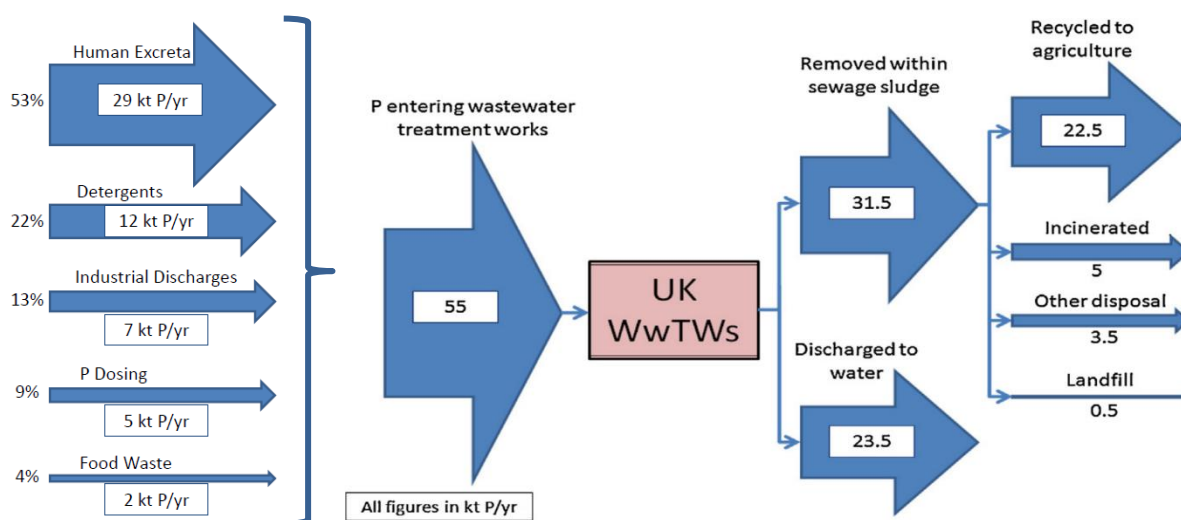 Human Excreta
53%
29 kt P/yr
Detergents
22%
12 kt P/yr
Industrial Discharges
13%
7 kt P/yr
P Dosing
9%
5 kt P/yr
Food Waste
4%
2 kt P/yr
P entering wastewater
treatment works
55
All figures in kt P/yr
UK
WwTWs
Removed within
sewage sludge
31.5
Discharged to
water
23.5
Recycled to
agriculture
22.5
Incinerated
5
Other disposal
3.5
Landfill
0.5